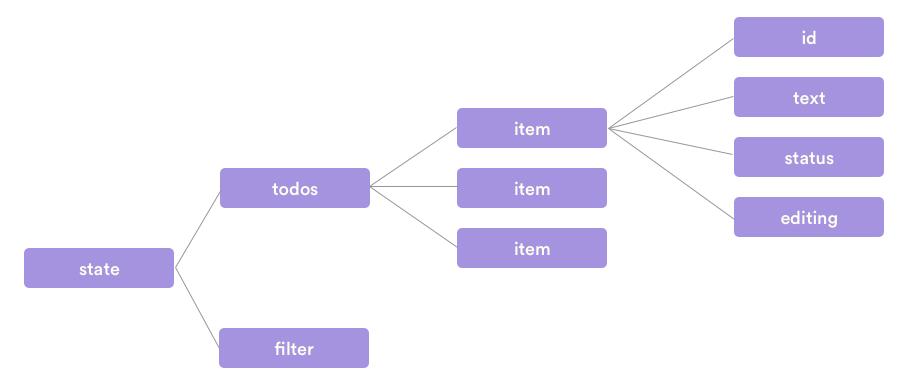 id
text
item
status
todos
item
editing
item
state
filter